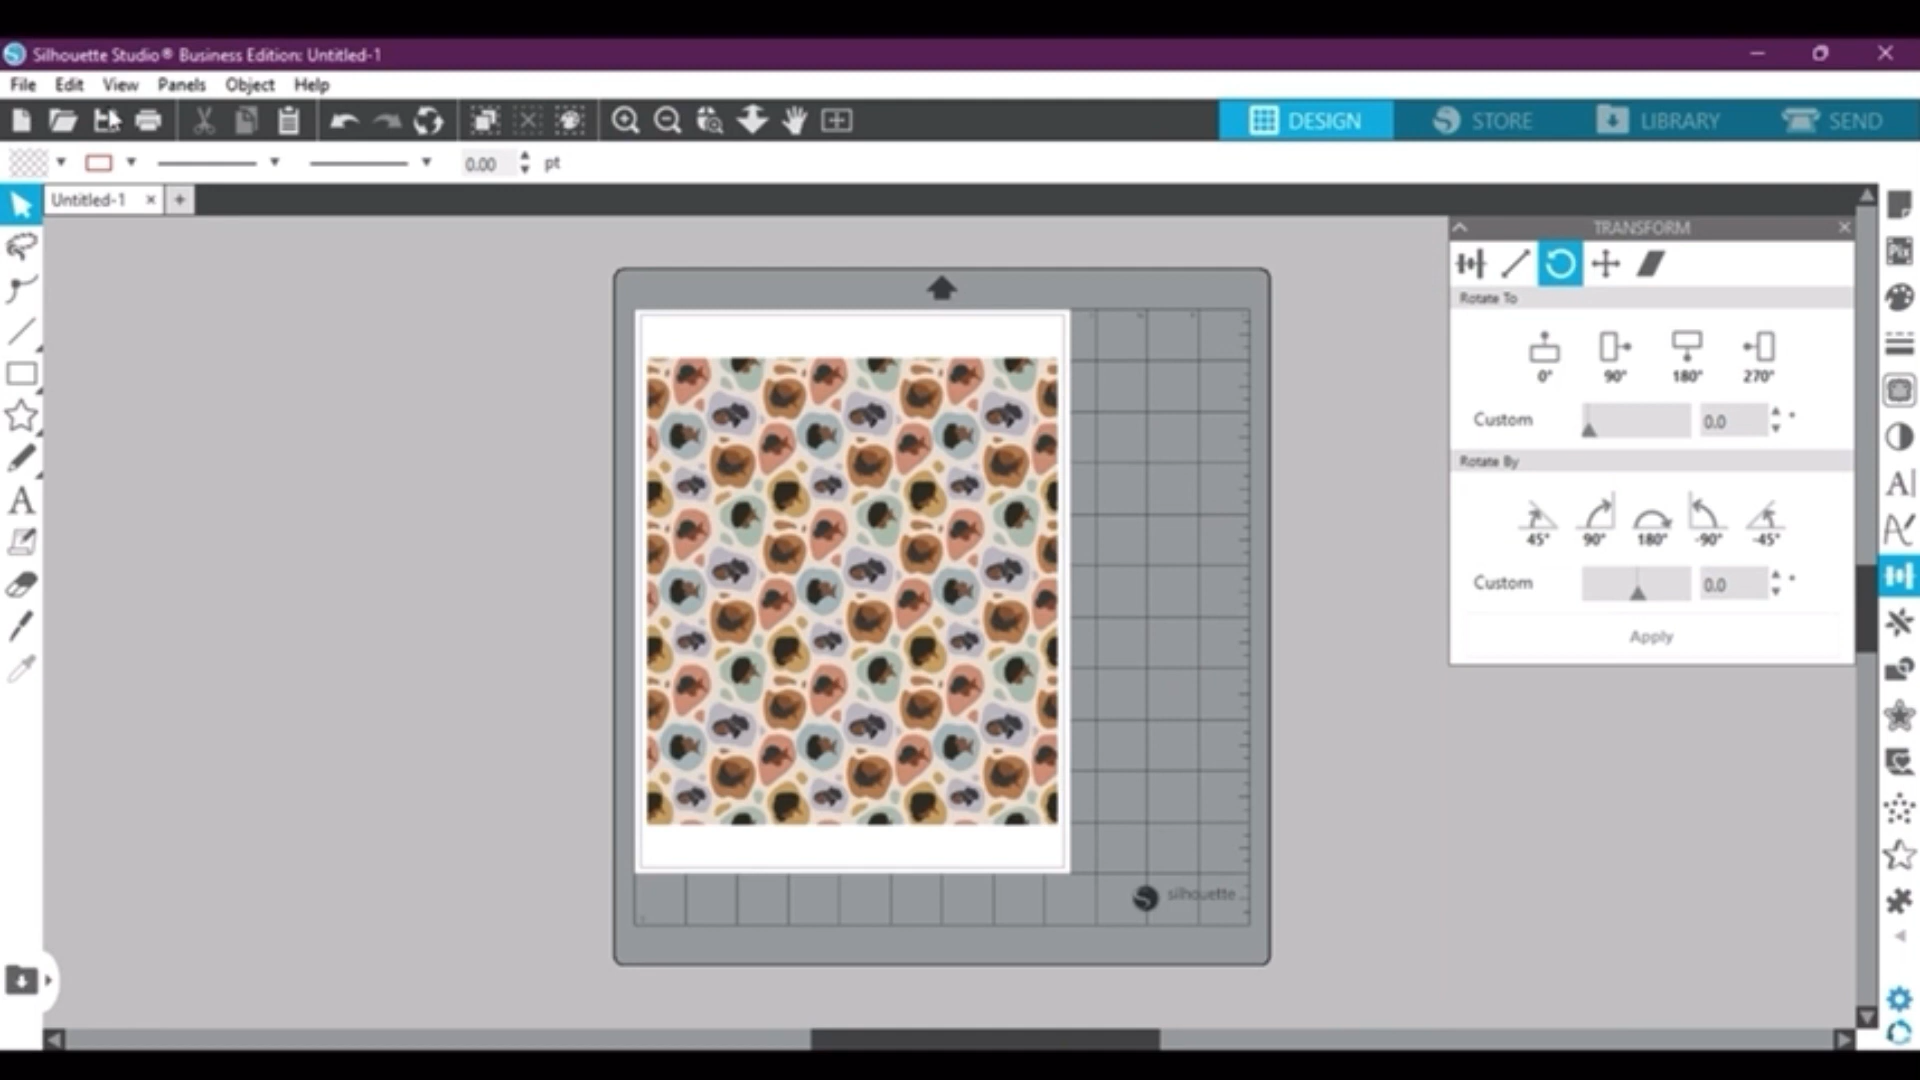 Silhouette Studio® Business Edition: Untitled-1
File Edit View Panels Object Help
DESIGN STORE LIBRARY SEND
0.00 pt
Untitled-1
TRANSFORM
Rotate To
0° 90° 180° 270°
Custom 0.0 °
Rotate By
45° 90° 180° -90° -45°
Custom 0.0 °
Apply
Pix
silhouette